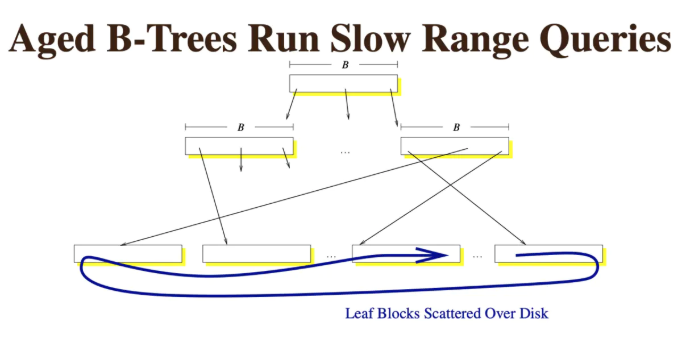 Aged B-Trees Run Slow Range Queries
B
B
...
B
...
...
Leaf Blocks Scattered Over Disk